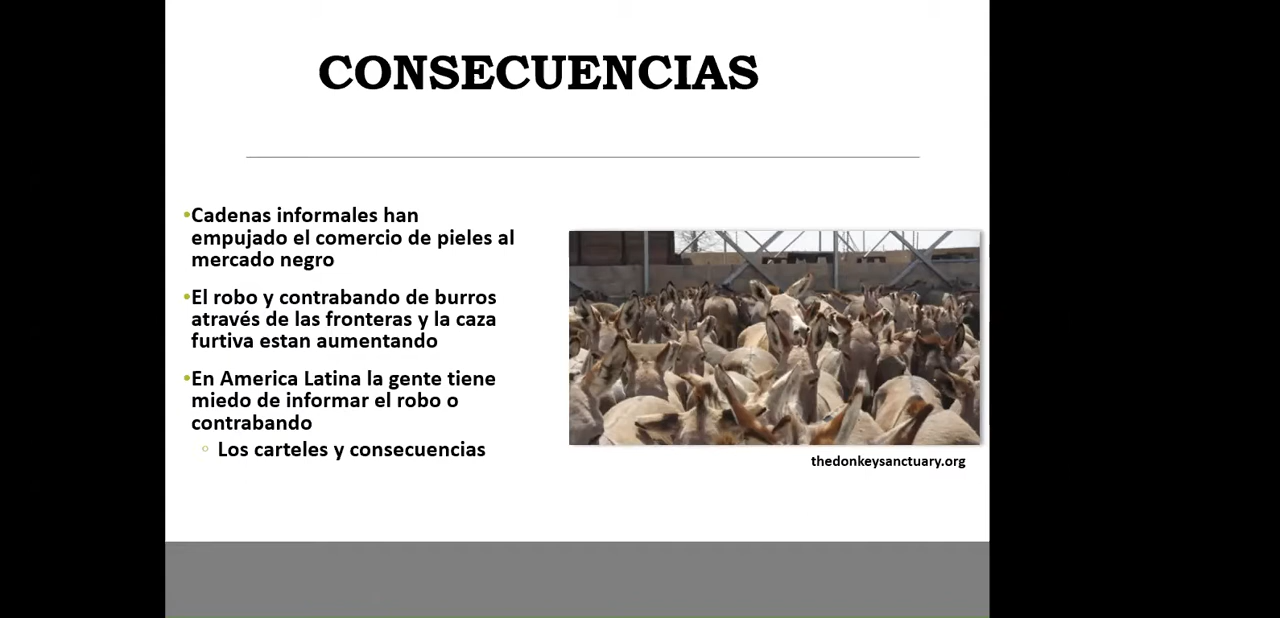 CONSECUENCIAS
•Cadenas informales han
empujado el comercio de pieles al
mercado negro
•El robo y contrabando de burros
através de las fronteras y la caza
furtiva estan aumentando
•En America Latina la gente tiene
miedo de informar el robo o
contrabando
◦ Los carteles y consecuencias
thedonkeysanctuary.org